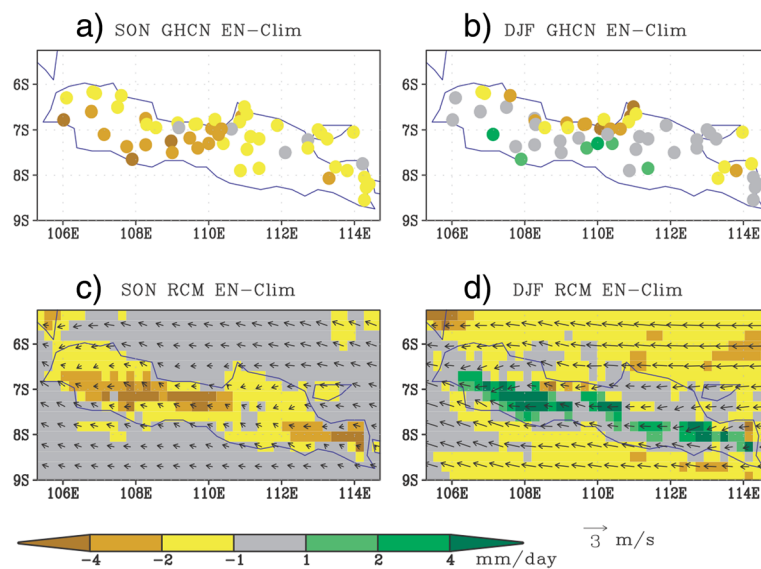 a) SON GHCN EN-Clim
b) DJF GHCN EN-Clim
6S
7S
8S
9S
106E 108E 110E 112E 114E
6S
7S
8S
9S
106E 108E 110E 112E 114E
c) SON RCM EN-Clim
d) DJF RCM EN-Clim
6S
7S
8S
9S
106E 108E 110E 112E 114E
6S
7S
8S
9S
106E 108E 110E 112E 114E
-4 -2 -1 1 2 4 mm/day
3 m/s